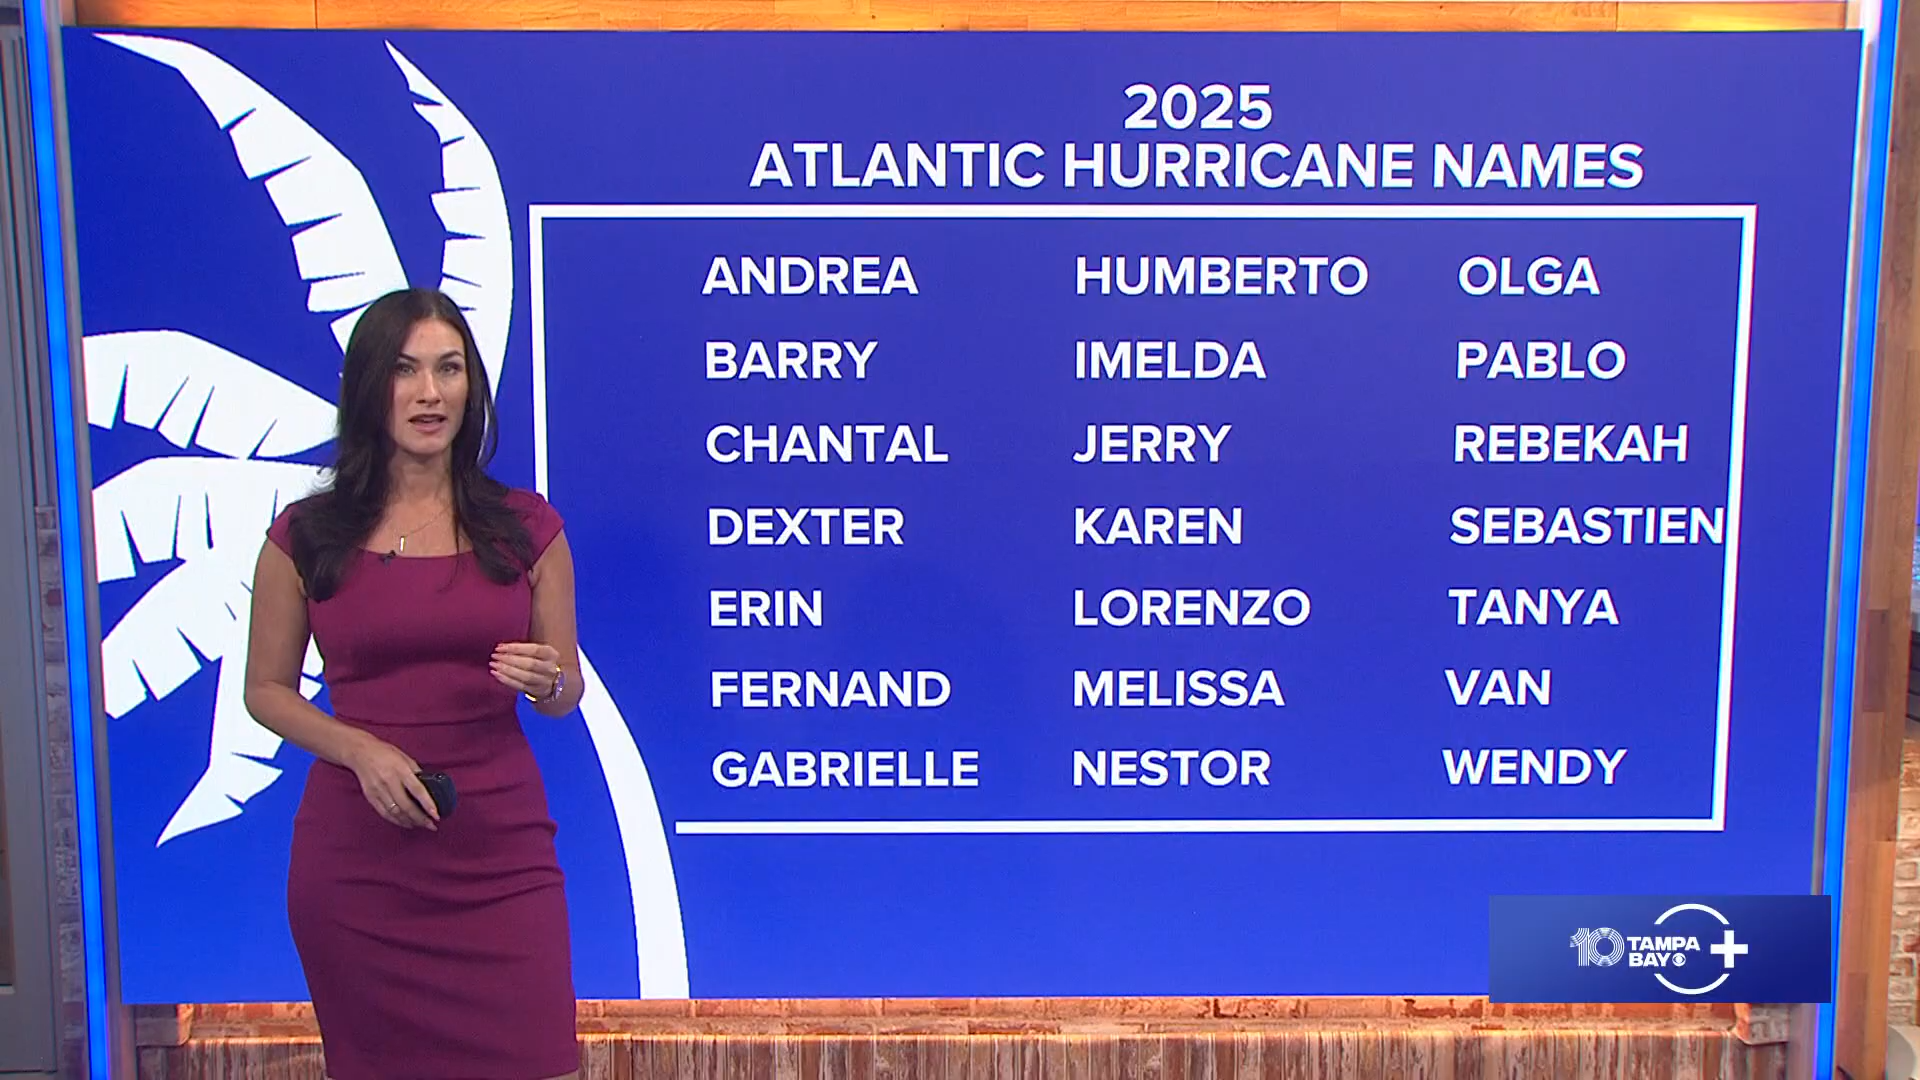 2025
ATLANTIC HURRICANE NAMES
ANDREA
BARRY
CHANTAL
DEXTER
ERIN
FERNAND
GABRIELLE
HUMBERTO
IMELDA
JERRY
KAREN
LORENZO
MELISSA
NESTOR
OLGA
PABLO
REBEKAH
SEBASTIEN
TANYA
VAN
WENDY
10 TAMPA BAY +